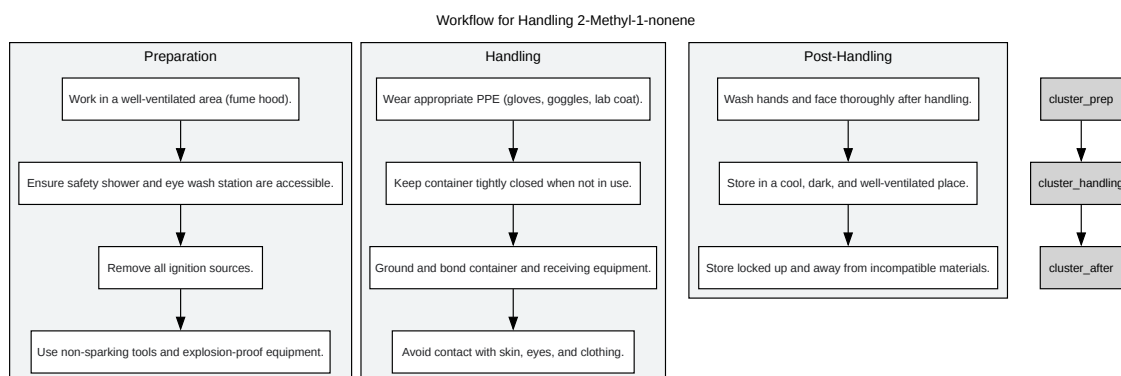 Workflow for Handling 2-Methyl-1-nonene
Preparation
Work in a well-ventilated area (fume hood).
Ensure safety shower and eye wash station are accessible.
Remove all ignition sources.
Use non-sparking tools and explosion-proof equipment.
Handling
Wear appropriate PPE (gloves, goggles, lab coat).
Keep container tightly closed when not in use.
Ground and bond container and receiving equipment.
Avoid contact with skin, eyes, and clothing.
Post-Handling
Wash hands and face thoroughly after handling.
Store in a cool, dark, and well-ventilated place.
Store locked up and away from incompatible materials.
cluster_prep
cluster_handling
cluster_after